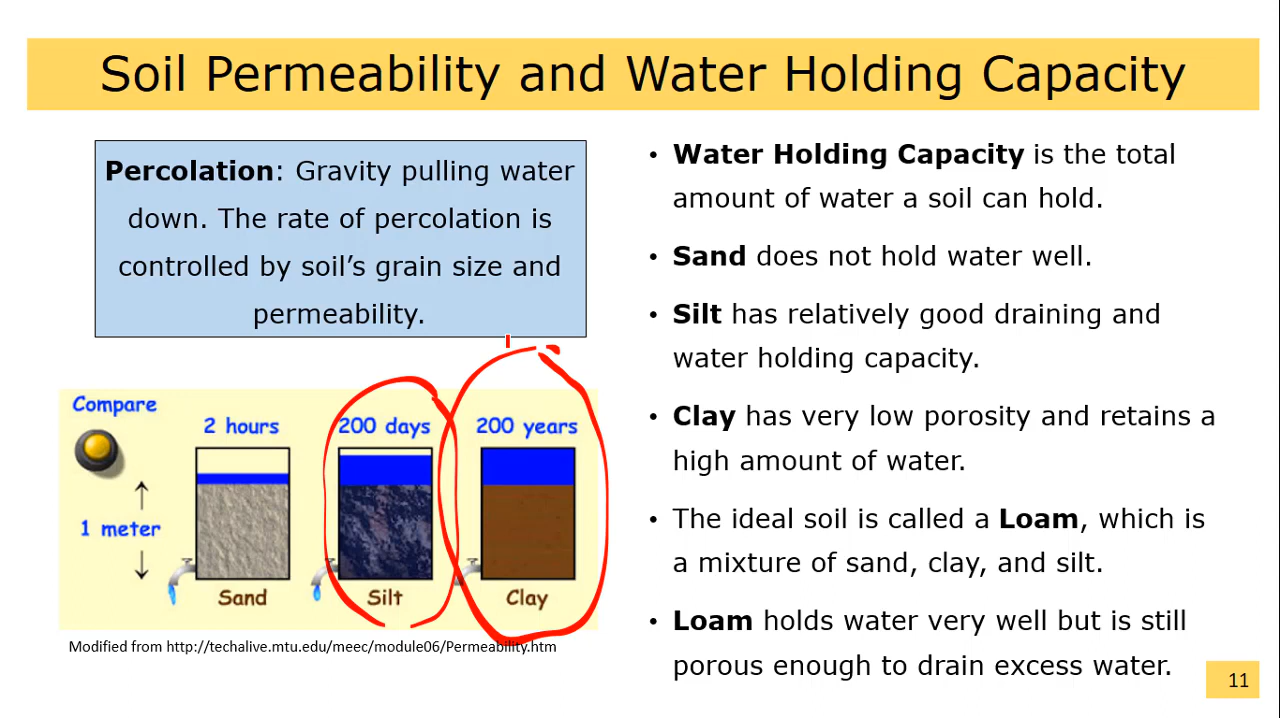 Soil Permeability and Water Holding Capacity
Percolation: Gravity pulling water
down. The rate of percolation is
controlled by soil’s grain size and
permeability.
Compare
2 hours
200 days
200 years
1 meter
Sand
Silt
Clay
Modified from http://techalive.mtu.edu/meec/module06/Permeability.htm
• Water Holding Capacity is the total
amount of water a soil can hold.
• Sand does not hold water well.
• Silt has relatively good draining and
water holding capacity.
• Clay has very low porosity and retains a
high amount of water.
• The ideal soil is called a Loam, which is
a mixture of sand, clay, and silt.
• Loam holds water very well but is still
porous enough to drain excess water.
11